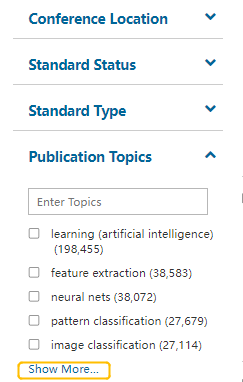 Conference Location
Standard Status
Standard Type
Publication Topics
Enter Topics
learning (artificial intelligence)
(198,455)
feature extraction (38,583)
neural nets (38,072)
pattern classification (27,679)
image classification (27,114)
Show More...